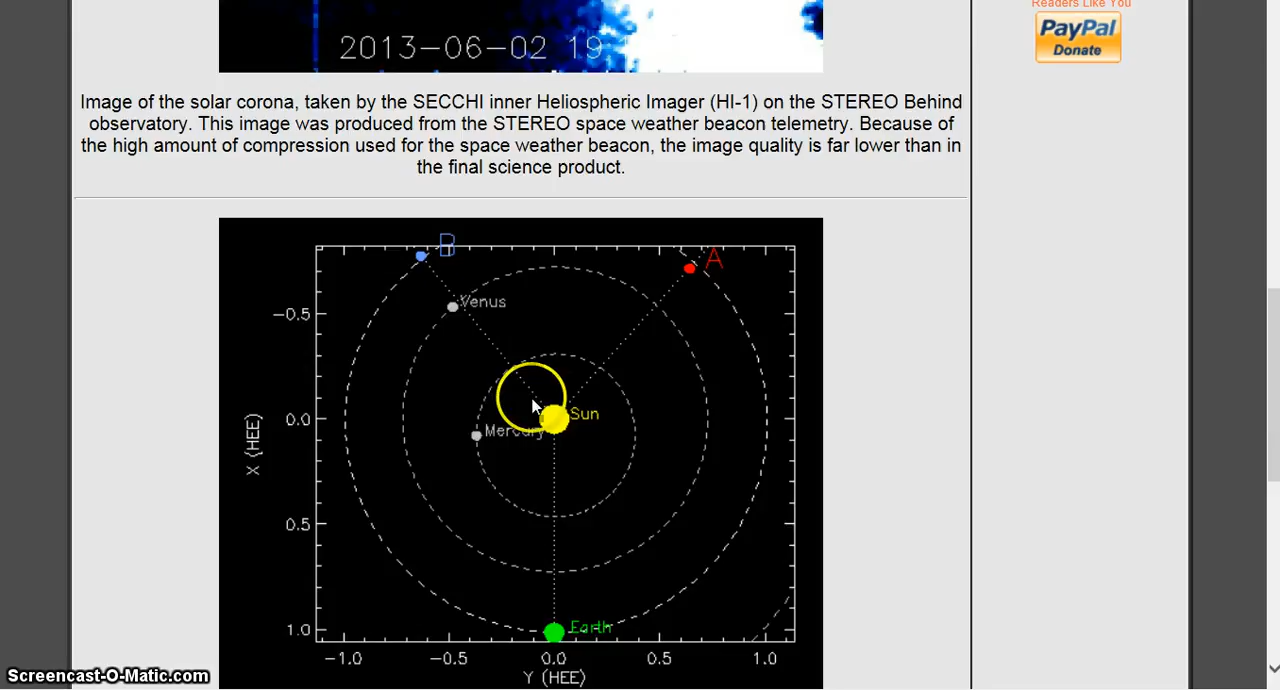 Readers Like You
PayPal
Donate
2013-06-02 19
Image of the solar corona, taken by the SECCHI inner Heliospheric Imager (HI-1) on the STEREO Behind
observatory. This image was produced from the STEREO space weather beacon telemetry. Because of
the high amount of compression used for the space weather beacon, the image quality is far lower than in
the final science product.
B
A
Venus
-0.5
Sun
0.0
Mercury
X (HEE)
0.5
Earth
1.0
-1.0 -0.5 0.0 0.5 1.0
Y (HEE)
Screencast-O-Matic.com